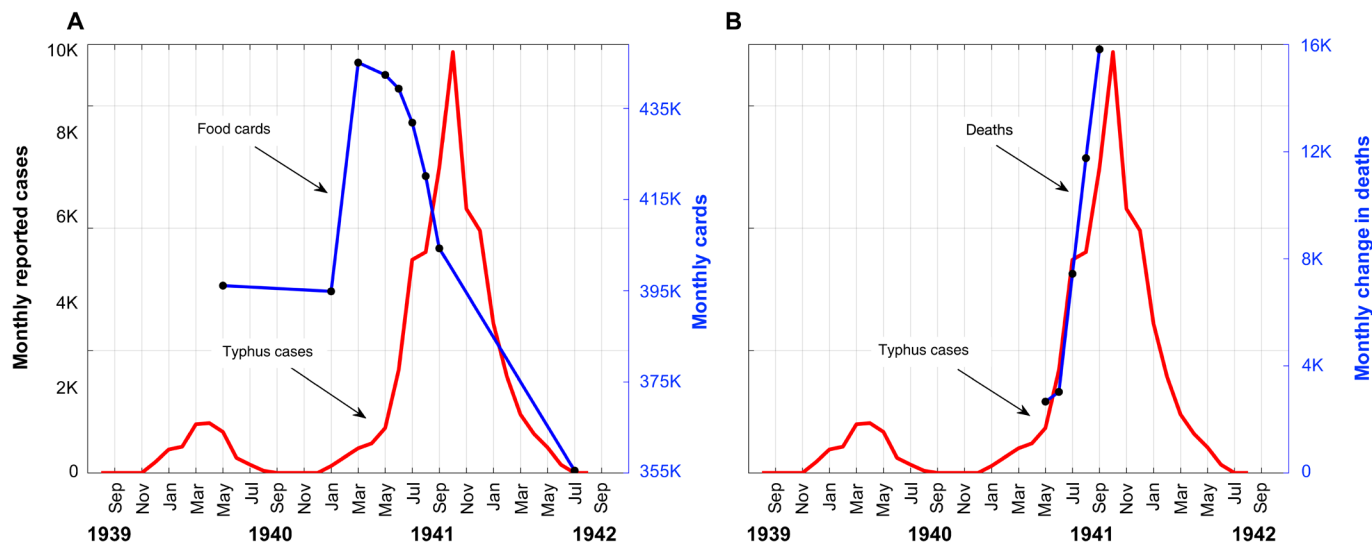 A
Monthly reported cases
10K
8K
6K
4K
2K
0
Food cards
Typhus cases
435K
415K
395K
375K
355K
Monthly cards
Sep Nov Jan Mar May Jul Sep Nov Jan Mar May Jul Sep Nov Jan Mar May Jul Sep
1939 1940 1941 1942
B
Deaths
Typhus cases
16K
12K
8K
4K
0
Monthly change in deaths
Sep Nov Jan Mar May Jul Sep Nov Jan Mar May Jul Sep Nov Jan Mar May Jul Sep
1939 1940 1941 1942